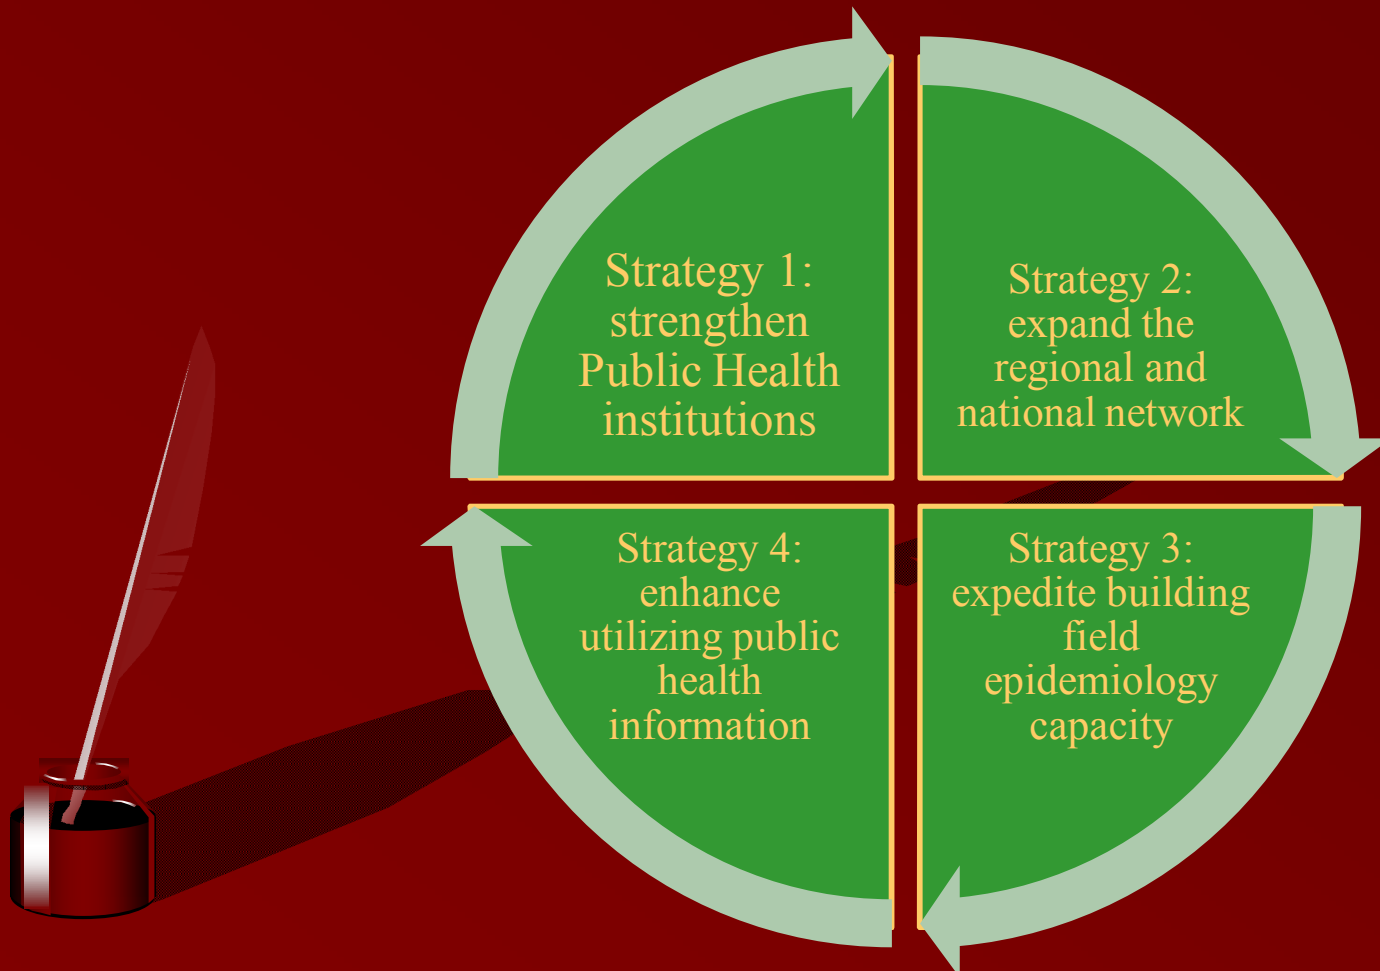 Strategy 1:
strengthen
Public Health
institutions
Strategy 2:
expand the
regional and
national network
Strategy 3:
expedite building
field
epidemiology
capacity
Strategy 4:
enhance
utilizing public
health
information